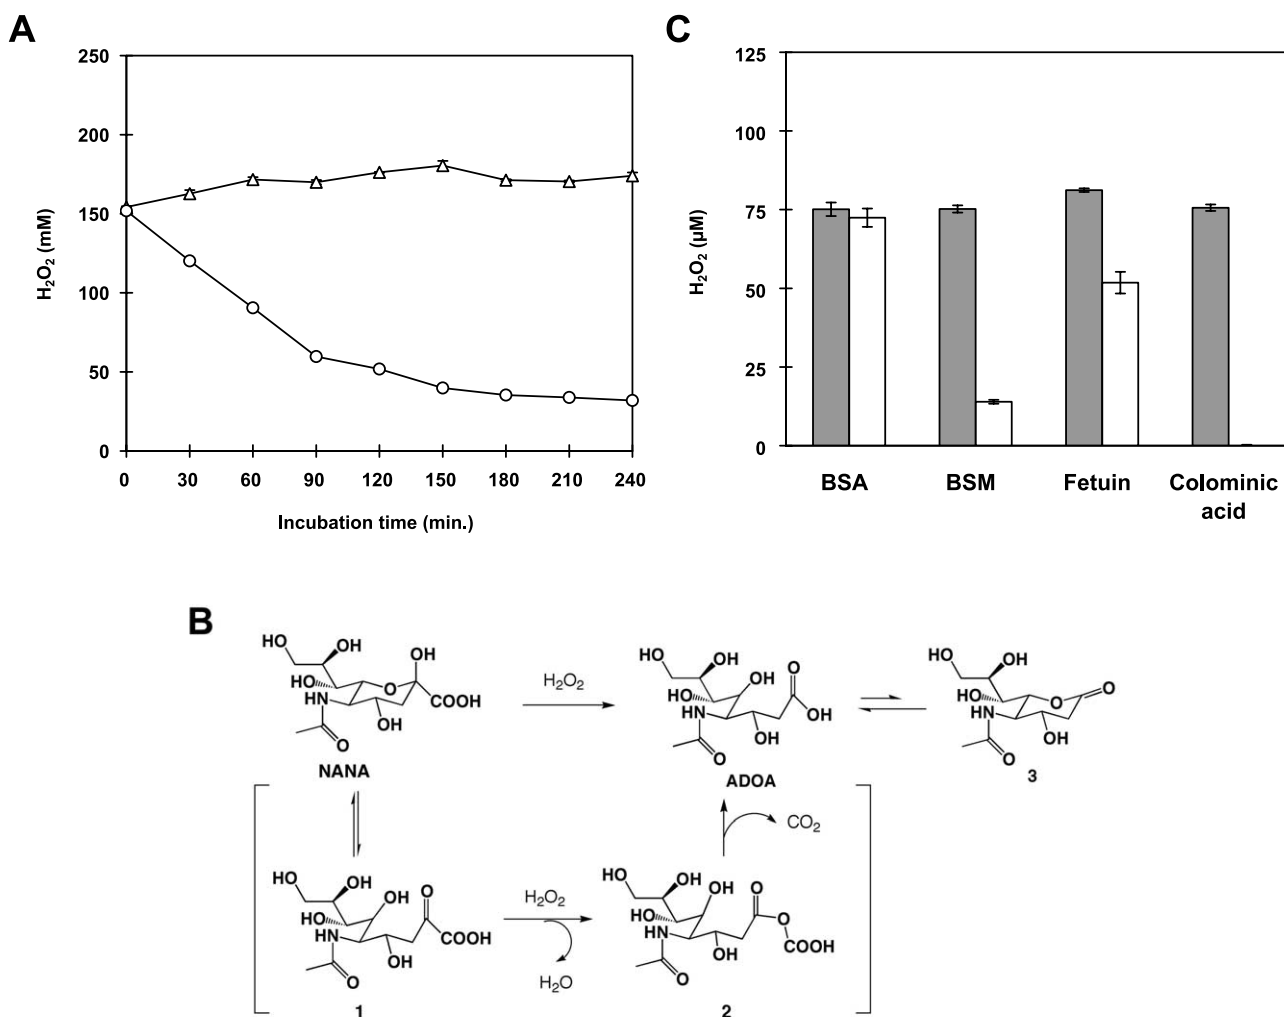 A
250
200
150
100
50
0
H₂O₂ (mM)
0 30 60 90 120 150 180 210 240
Incubation time (min.)
C
125
100
75
50
25
0
H₂O₂ (µM)
BSA BSM Fetuin Colominic
acid
B
HO OH OH
HO O COOH
HN OH
O
NANA
H₂O₂
HO OH OH O
HO OH
HN OH
O
ADOA
HO OH
HO O O
HN OH
O
3
CO₂
HO OH OH O
HO COOH
HN OH
O
1
H₂O₂
H₂O
HO OH OH O
HO O
HN OH COOH
O
2